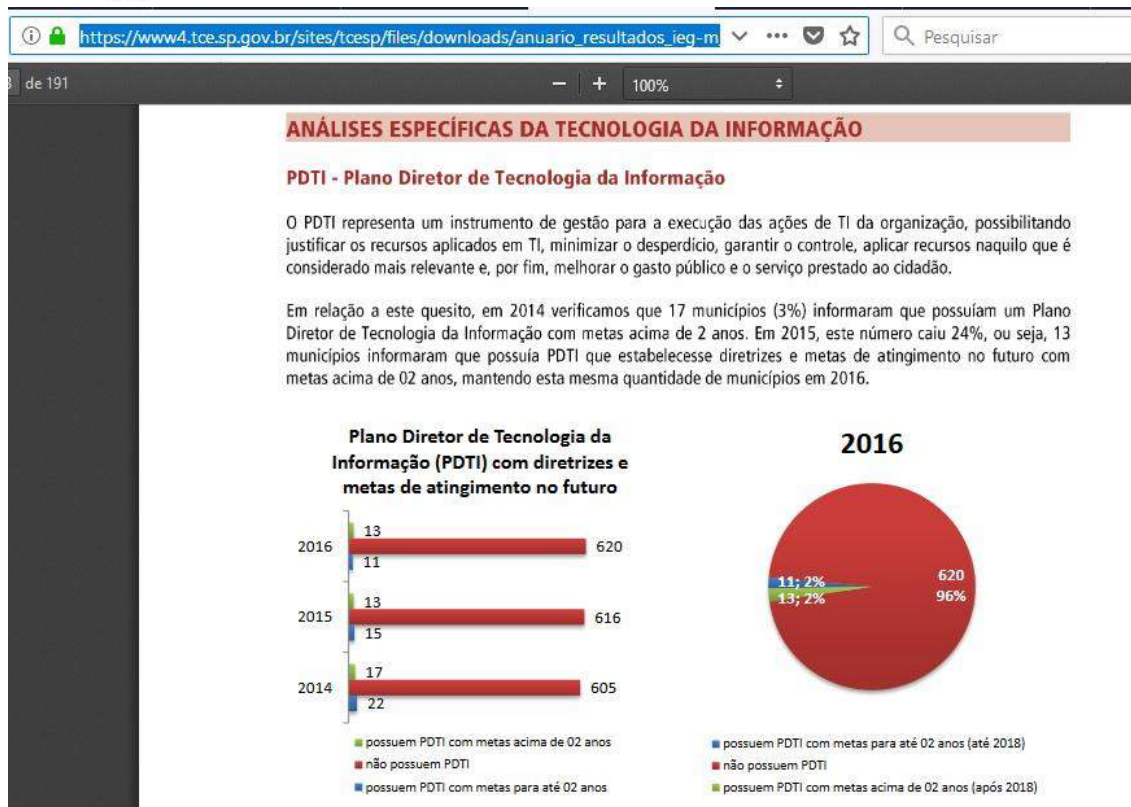 https://www4.tce.sp.gov.br/sites/tcesp/files/downloads/anuario_resultados_ieg-m
Pesquisar
de 191
100%
ANÁLISES ESPECÍFICAS DA TECNOLOGIA DA INFORMAÇÃO
PDTI - Plano Diretor de Tecnologia da Informação
O PDTI representa um instrumento de gestão para a execução das ações de TI da organização, possibilitando
justificar os recursos aplicados em TI, minimizar o desperdício, garantir o controle, aplicar recursos naquilo que é
considerado mais relevante e, por fim, melhorar o gasto público e o serviço prestado ao cidadão.
Em relação a este quesito, em 2014 verificamos que 17 municípios (3%) informaram que possuíam um Plano
Diretor de Tecnologia da Informação com metas acima de 2 anos. Em 2015, este número caiu 24%, ou seja, 13
municípios informaram que possuía PDTI que estabelecesse diretrizes e metas de atingimento no futuro com
metas acima de 02 anos, mantendo esta mesma quantidade de municípios em 2016.
Plano Diretor de Tecnologia da
Informação (PDTI) com diretrizes e
metas de atingimento no futuro
13
2016 620
11
13
2015 616
15
17
2014 605
22
possuem PDTI com metas acima de 02 anos
não possuem PDTI
possuem PDTI com metas para até 02 anos
2016
11; 2%
13; 2%
620
96%
possuem PDTI com metas para até 02 anos (até 2018)
não possuem PDTI
possuem PDTI com metas acima de 02 anos (após 2018)